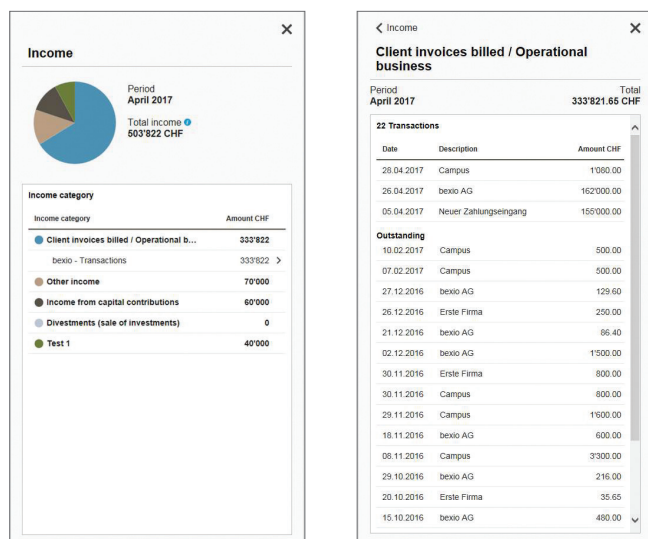 Income
Period
April 2017
Total income
503'822 CHF
Income category
Income category Amount CHF
Client invoices billed / Operational b... 333'822
bexio - Transactions 333'822
Other income 70'000
Income from capital contributions 60'000
Divestments (sale of investments) 0
Test 1 40'000
Income
Client invoices billed / Operational
business
Period Total
April 2017 333'821.65 CHF
22 Transactions
Date Description Amount CHF
28.04.2017 Campus 1'080.00
26.04.2017 bexio AG 162'000.00
05.04.2017 Neuer Zahlungseingang 155'000.00
Outstanding
10.02.2017 Campus 500.00
07.02.2017 Campus 500.00
27.12.2016 bexio AG 129.60
26.12.2016 Erste Firma 250.00
21.12.2016 bexio AG 86.40
02.12.2016 bexio AG 1'500.00
30.11.2016 Erste Firma 800.00
30.11.2016 Campus 800.00
29.11.2016 Campus 1'600.00
18.11.2016 bexio AG 600.00
08.11.2016 Campus 3'300.00
29.10.2016 bexio AG 216.00
20.10.2016 Erste Firma 35.65
15.10.2016 bexio AG 480.00